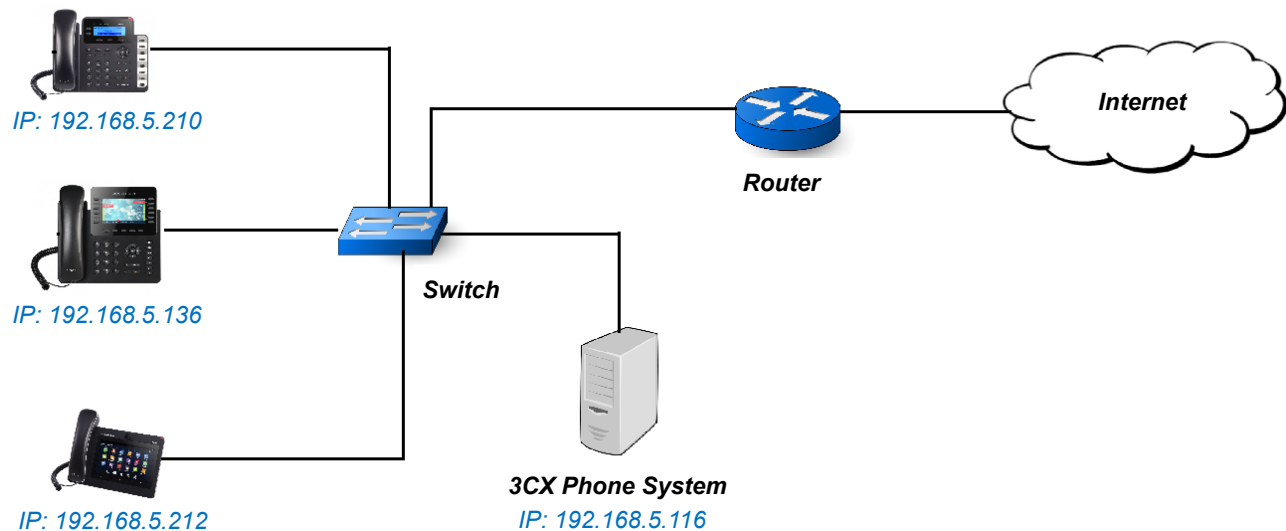 IP: 192.168.5.210
Internet
Router
IP: 192.168.5.136
Switch
3CX Phone System
IP: 192.168.5.116
IP: 192.168.5.212